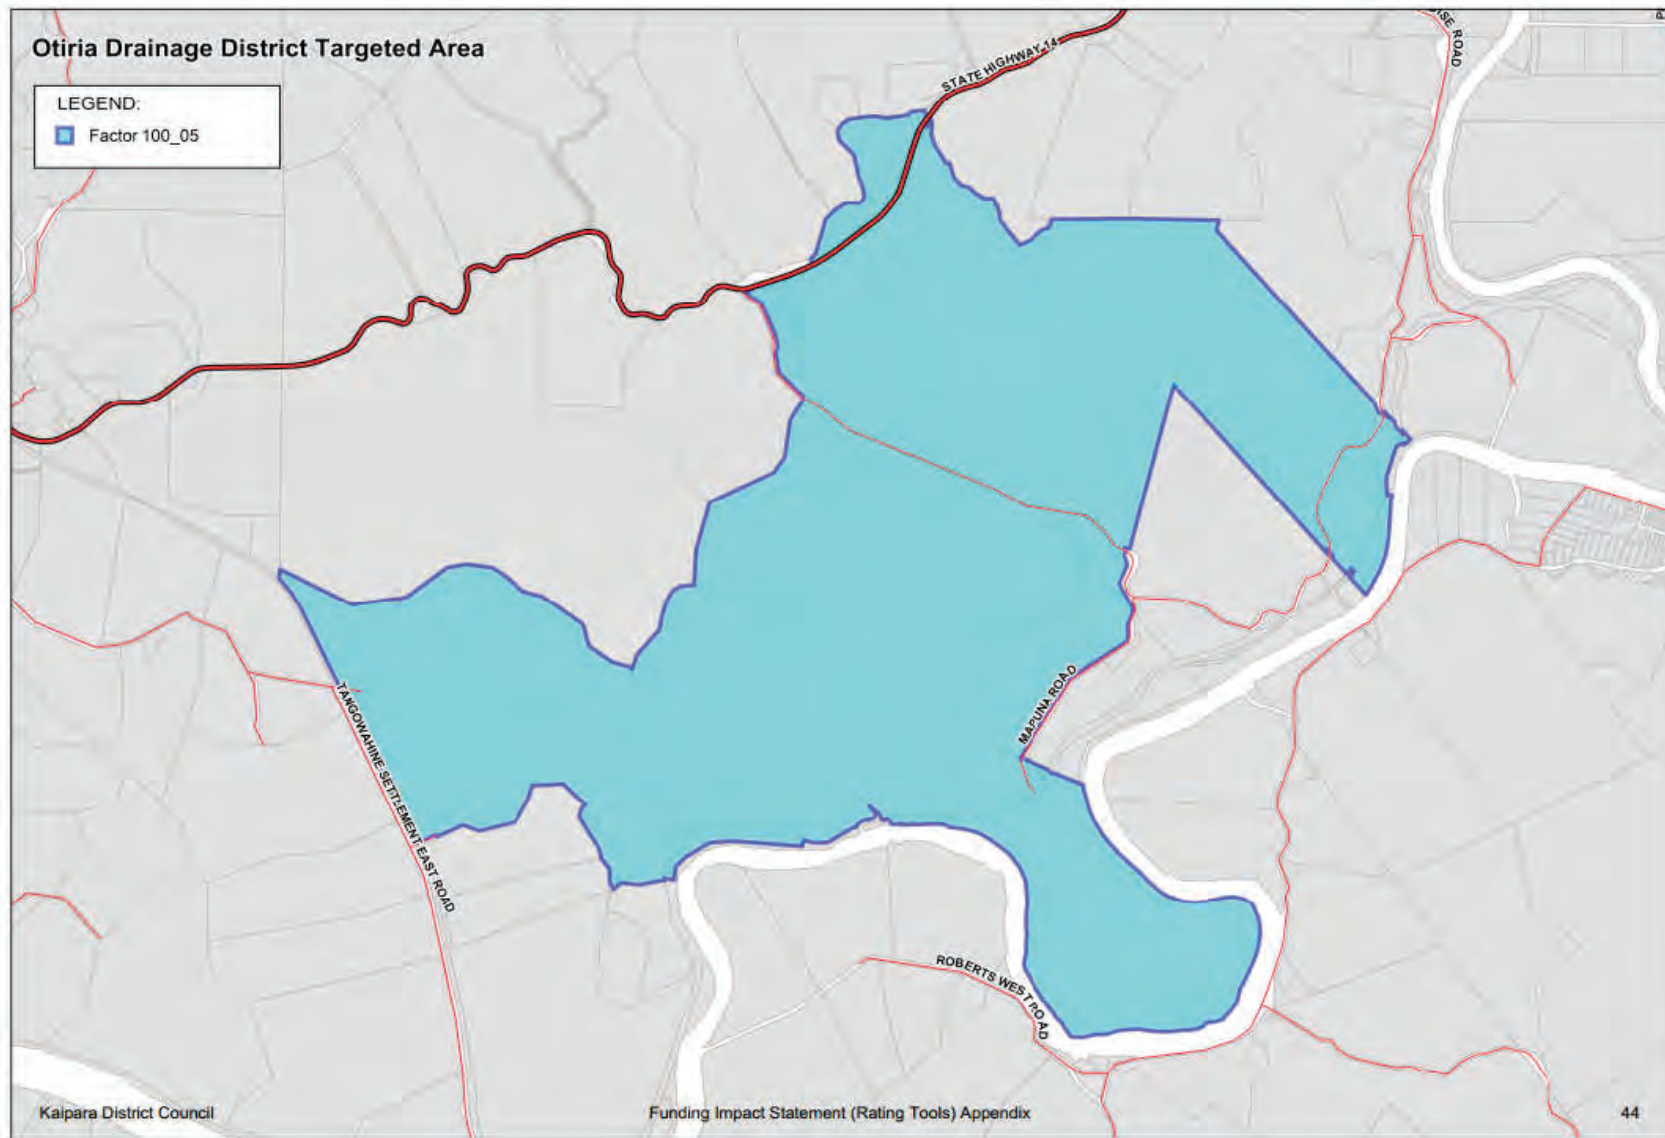 Otiria Drainage District Targeted Area
LEGEND:
Factor 100_05
STATE HIGHWAY 14
ROAD
TANGOWAHINE SETTLEMENT EAST ROAD
MAPUNA ROAD
ROBERTS WEST ROAD
Kaipara District Council
Funding Impact Statement (Rating Tools) Appendix
44